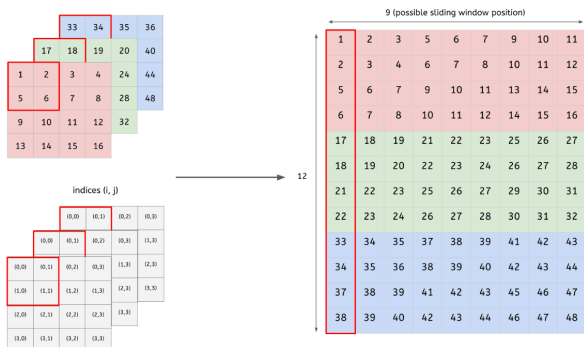 9 (possible sliding window position)
33 34 35 36
17 18 19 20 40
1 2 3 4 24 44
5 6 7 8 28 48
9 10 11 12 32
13 14 15 16
indices (i, j)
(0,0) (0,1) (0,2) (0,3)
(0,0) (0,1) (0,2) (0,3) (1,3)
(0,0) (0,1) (0,2) (0,3) (1,3) (2,3)
(1,0) (1,1) (1,2) (1,3) (2,3) (3,3)
(2,0) (2,1) (2,2) (2,3) (3,3)
(3,0) (3,1) (3,2) (3,3)
12
1 2 3 5 6 7 9 10 11
2 3 4 6 7 8 10 11 12
5 6 7 9 10 11 13 14 15
6 7 8 10 11 12 14 15 16
17 18 19 21 22 23 25 26 27
18 19 20 22 23 24 26 27 28
21 22 23 25 26 27 29 30 31
22 23 24 26 27 28 30 31 32
33 34 35 37 38 39 41 42 43
34 35 36 38 39 40 42 43 44
37 38 39 41 42 43 45 46 47
38 39 40 42 43 44 46 47 48